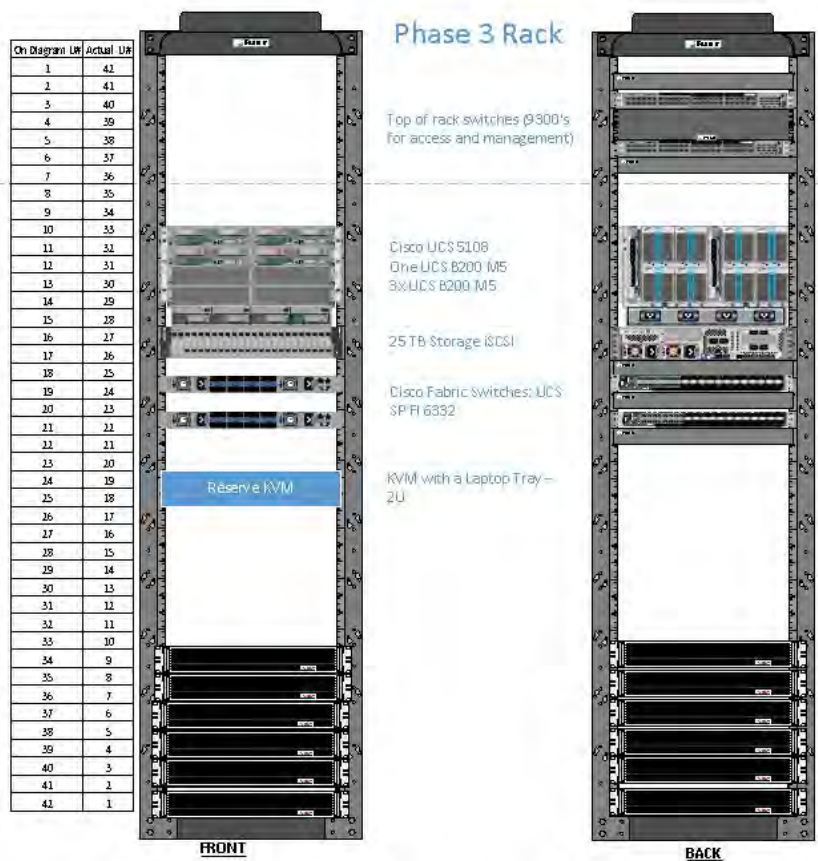 Phase 3 Rack
On Diagram U# Actual U#
1 42
2 41
3 40
4 39
5 38
6 37
7 36
8 35
9 34
10 33
11 32
12 31
13 30
14 29
15 28
16 27
17 26
18 25
19 24
20 23
21 22
22 21
23 20
24 19
25 18
26 17
27 16
28 15
29 14
30 13
31 12
32 11
33 10
34 9
35 8
36 7
37 6
38 5
39 4
40 3
41 2
42 1
Top of rack switches (9300's
for access and management)
Cisco UCS 5108
One UCS B200 M5
3x UCS B200 M5
25 TB Storage iSCSI
Cisco Fabric Switches: UCS
SP FI 6332
Reserve KVM
KVM with a Laptop Tray –
2U
FRONT
BACK